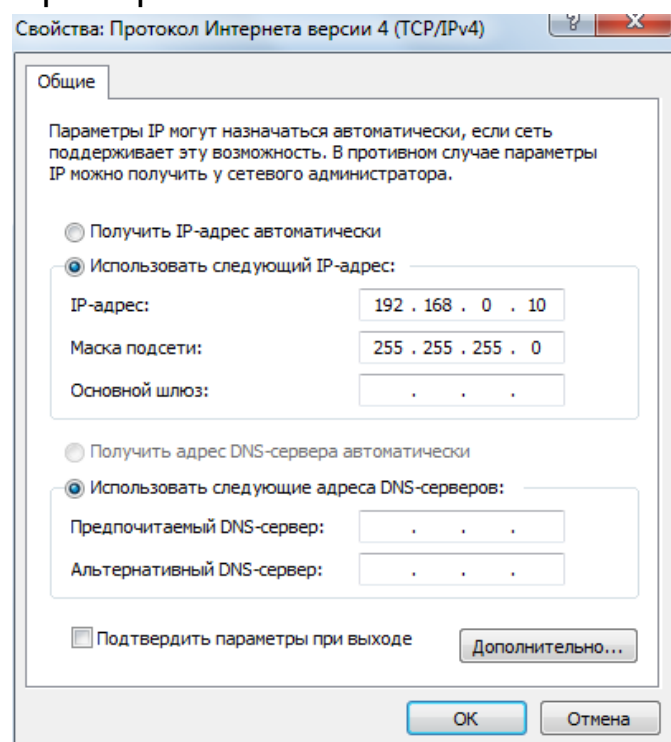 Свойства: Протокол Интернета версии 4 (TCP/IPv4)
Общие
Параметры IP могут назначаться автоматически, если сеть
поддерживает эту возможность. В противном случае параметры
IP можно получить у сетевого администратора.
Получить IP-адрес автоматически
Использовать следующий IP-адрес:
IP-адрес: 192 . 168 . 0 . 10
Маска подсети: 255 . 255 . 255 . 0
Основной шлюз: . . .
Получить адрес DNS-сервера автоматически
Использовать следующие адреса DNS-серверов:
Предпочитаемый DNS-сервер: . . .
Альтернативный DNS-сервер: . . .
Подтвердить параметры при выходе Дополнительно...
ОК Отмена